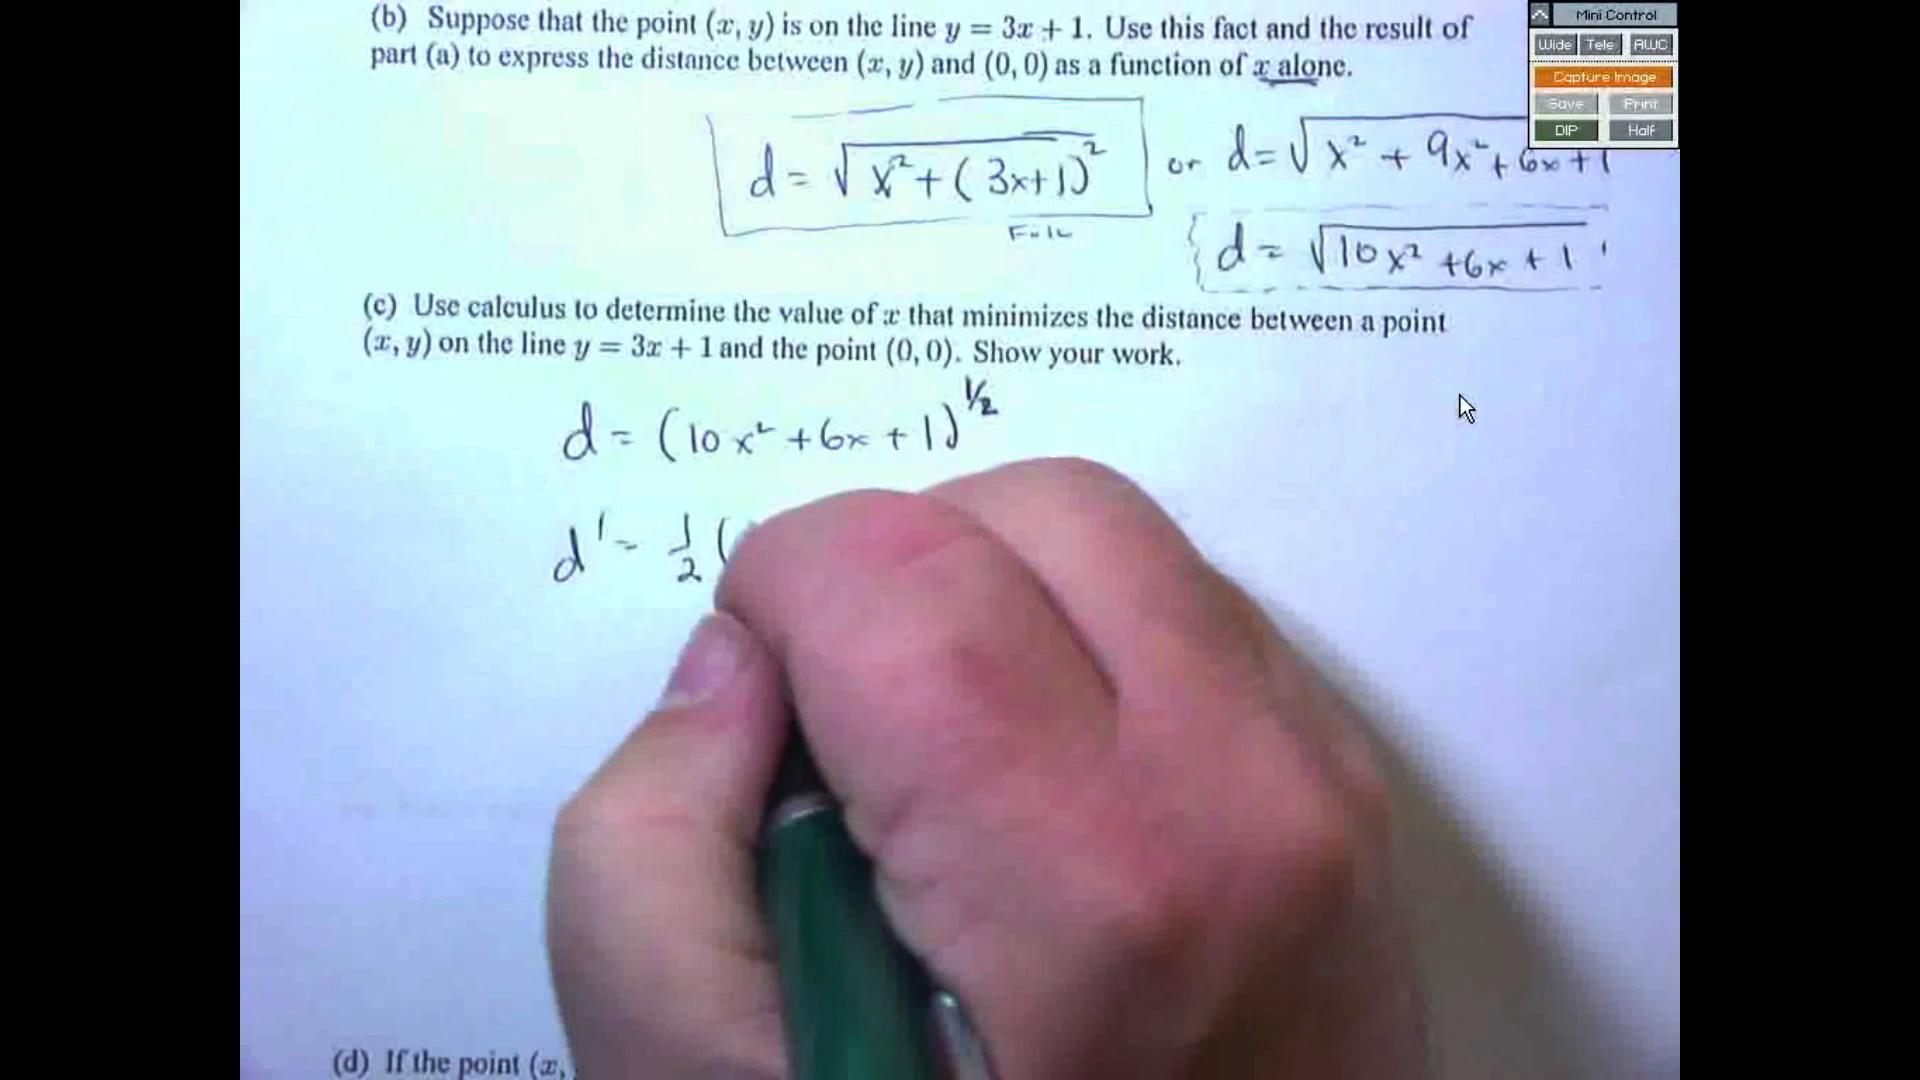 (b) Suppose that the point (x, y) is on the line y = 3x + 1. Use this fact and the result of
part (a) to express the distance between (x, y) and (0, 0) as a function of x alone.
d = √x² + (3x+1)²
or d = √x² + 9x² + 6x + 1
d = √10x² + 6x + 1
(c) Use calculus to determine the value of x that minimizes the distance between a point
(x, y) on the line y = 3x + 1 and the point (0, 0). Show your work.
d = (10x² + 6x + 1)^1/2
d' = 1/2 (
(d) If the point (x,
Mini Control
Wide Tele AWC
Capture Image
Save Print
DIP Half